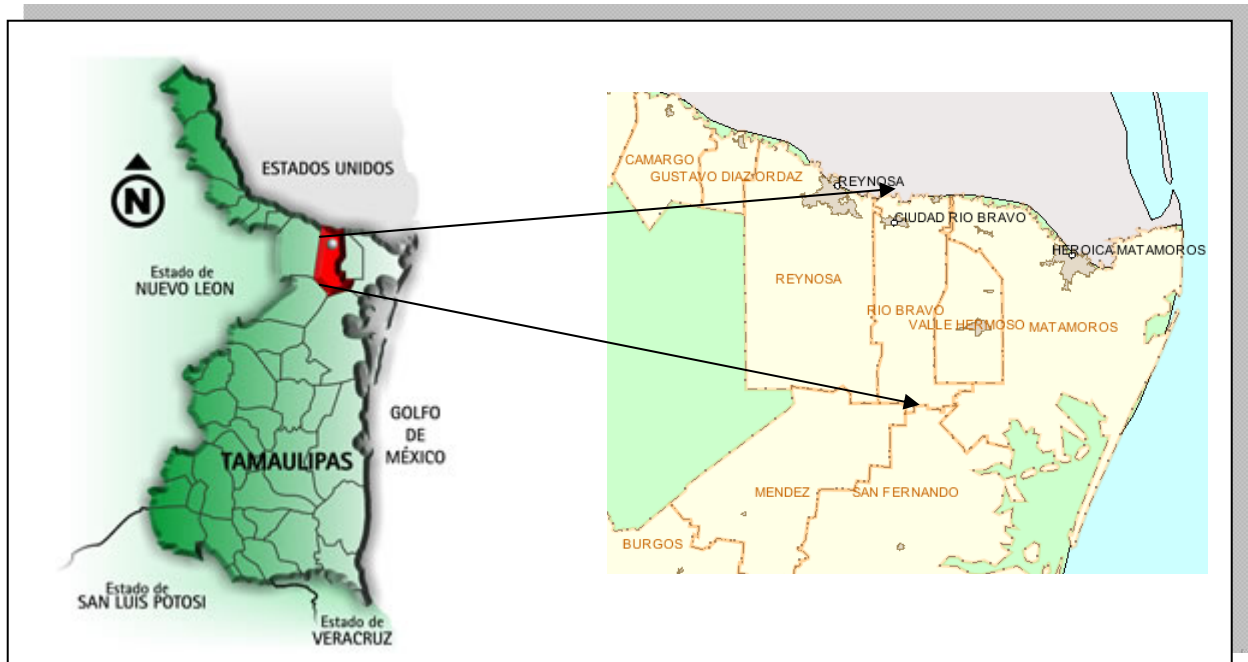 ESTADOS UNIDOS
N
Estado de
NUEVO LEON
GOLFO
DE
MÉXICO
TAMAULIPAS
Estado de
SAN LUIS POTOSI
Estado de
VERACRUZ
CAMARGO
GUSTAVO DIAZ ORDAZ
REYNOSA
CIUDAD RIO BRAVO
HEROICA MATAMOROS
REYNOSA
RIO BRAVO
VALLE HERMOSO
MATAMOROS
MENDEZ
SAN FERNANDO
BURGOS